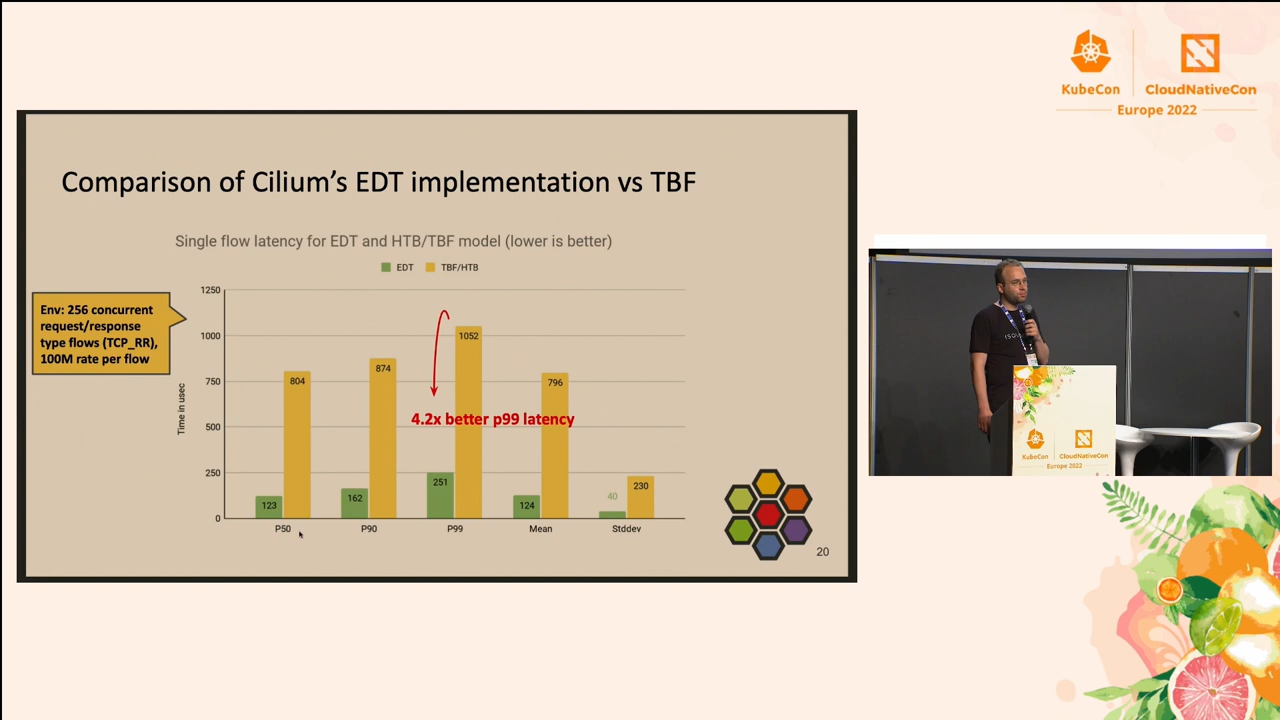 KubeCon
CloudNativeCon
Europe 2022
Comparison of Cilium's EDT implementation vs TBF
Single flow latency for EDT and HTB/TBF model (lower is better)
EDT
TBF/HTB
Env: 256 concurrent
request/response
type flows (TCP_RR),
100M rate per flow
Time in usec
1250
1000
750
500
250
0
804
874
1052
796
4.2x better p99 latency
123
162
251
124
40
230
P50
P90
P99
Mean
Stddev
20
KubeCon
CloudNativeCon
Europe 2022